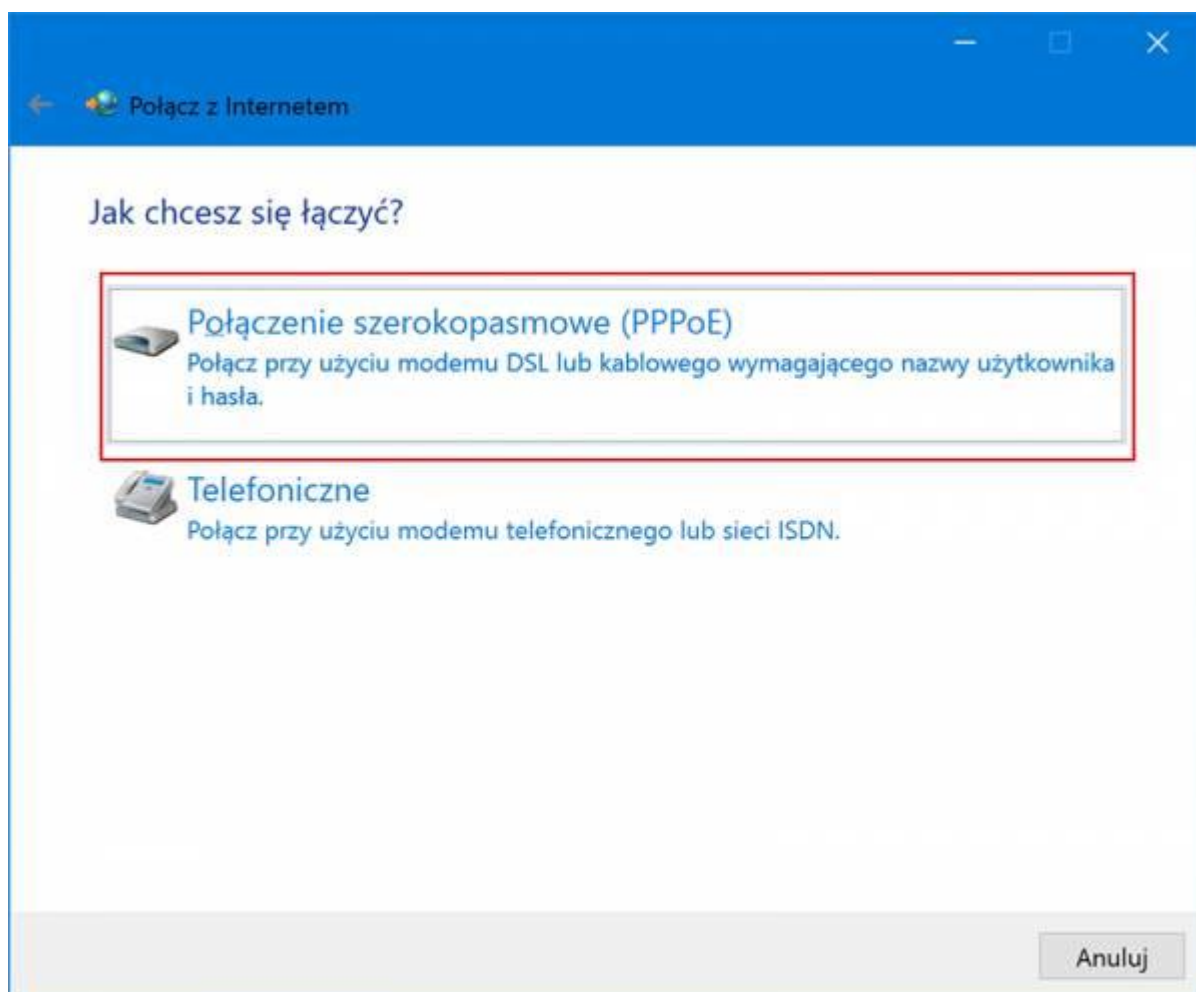 Połącz z Internetem
Jak chcesz się łączyć?
Połączenie szerokopasmowe (PPPoE)
Połącz przy użyciu modemu DSL lub kablowego wymagającego nazwy użytkownika
i hasła.
Telefoniczne
Połącz przy użyciu modemu telefonicznego lub sieci ISDN.
Anuluj